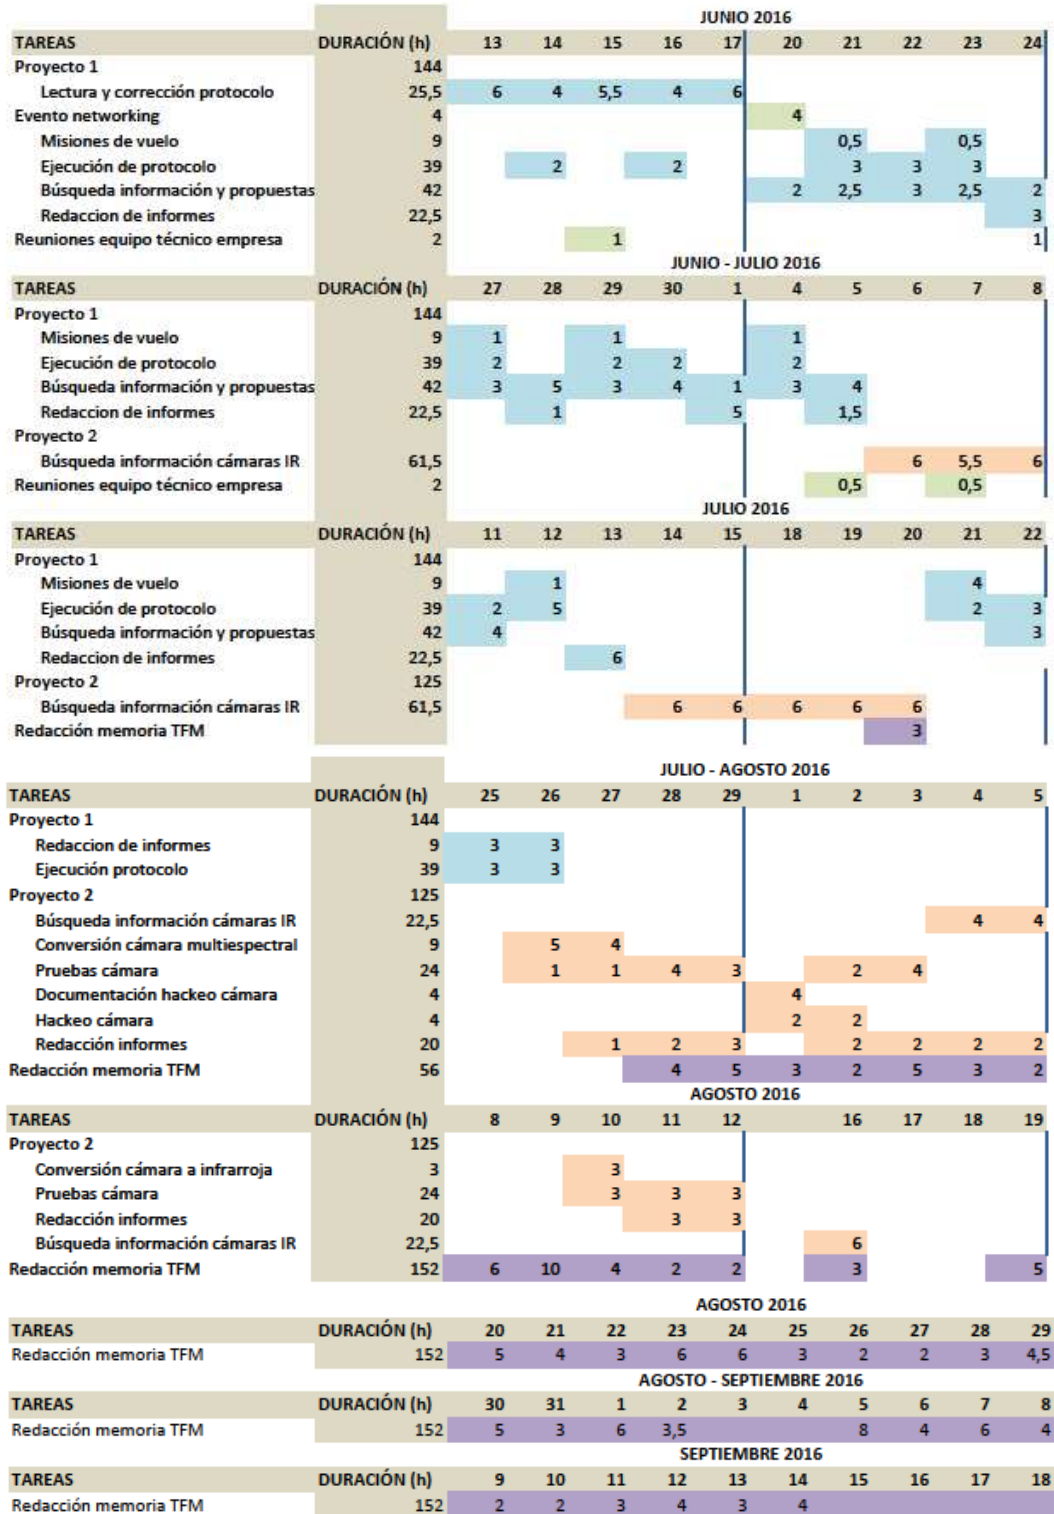 JUNIO 2016
TAREAS DURACIÓN (h) 13 14 15 16 17 20 21 22 23 24
Proyecto 1 144
Lectura y corrección protocolo 25,5 6 4 5,5 4 6
Evento networking 4 4
Misiones de vuelo 9 0,5 0,5
Ejecución de protocolo 39 2 2 3 3 3
Búsqueda información y propuestas 42 2 2,5 3 2,5 2
Redaccion de informes 22,5 3
Reuniones equipo técnico empresa 2 1 1
JUNIO - JULIO 2016
TAREAS DURACIÓN (h) 27 28 29 30 1 4 5 6 7 8
Proyecto 1 144
Misiones de vuelo 9 1 1 1
Ejecución de protocolo 39 2 2 2 2
Búsqueda información y propuestas 42 3 5 3 4 1 3 4
Redaccion de informes 22,5 1 5 1,5
Proyecto 2
Búsqueda información cámaras IR 61,5 6 5,5 6
Reuniones equipo técnico empresa 2 0,5 0,5
JULIO 2016
TAREAS DURACIÓN (h) 11 12 13 14 15 18 19 20 21 22
Proyecto 1 144
Misiones de vuelo 9 1 4
Ejecución de protocolo 39 2 5 2 3
Búsqueda información y propuestas 42 4 3
Redaccion de informes 22,5 6
Proyecto 2 125
Búsqueda información cámaras IR 61,5 6 6 6 6 6
Redacción memoria TFM 3
JULIO - AGOSTO 2016
TAREAS DURACIÓN (h) 25 26 27 28 29 1 2 3 4 5
Proyecto 1 144
Redaccion de informes 9 3 3
Ejecución protocolo 39 3 3
Proyecto 2 125
Búsqueda información cámaras IR 22,5 4 4
Conversión cámara multiespectral 9 5 4
Pruebas cámara 24 1 1 4 3 2 4
Documentación hackeo cámara 4 4
Hackeo cámara 4 2 2
Redacción informes 20 1 2 3 2 2 2 2
Redacción memoria TFM 56 4 5 3 2 5 3 2
AGOSTO 2016
TAREAS DURACIÓN (h) 8 9 10 11 12 16 17 18 19
Proyecto 2 125
Conversión cámara a infrarroja 3 3
Pruebas cámara 24 3 3 3
Redacción informes 20 3 3
Búsqueda información cámaras IR 22,5 6
Redacción memoria TFM 152 6 10 4 2 2 3 5
AGOSTO 2016
TAREAS DURACIÓN (h) 20 21 22 23 24 25 26 27 28 29
Redacción memoria TFM 152 5 4 3 6 6 3 2 2 3 4,5
AGOSTO - SEPTIEMBRE 2016
TAREAS DURACIÓN (h) 30 31 1 2 3 4 5 6 7 8
Redacción memoria TFM 152 5 3 6 3,5 8 4 6 4
SEPTIEMBRE 2016
TAREAS DURACIÓN (h) 9 10 11 12 13 14 15 16 17 18
Redacción memoria TFM 152 2 2 3 4 3 4